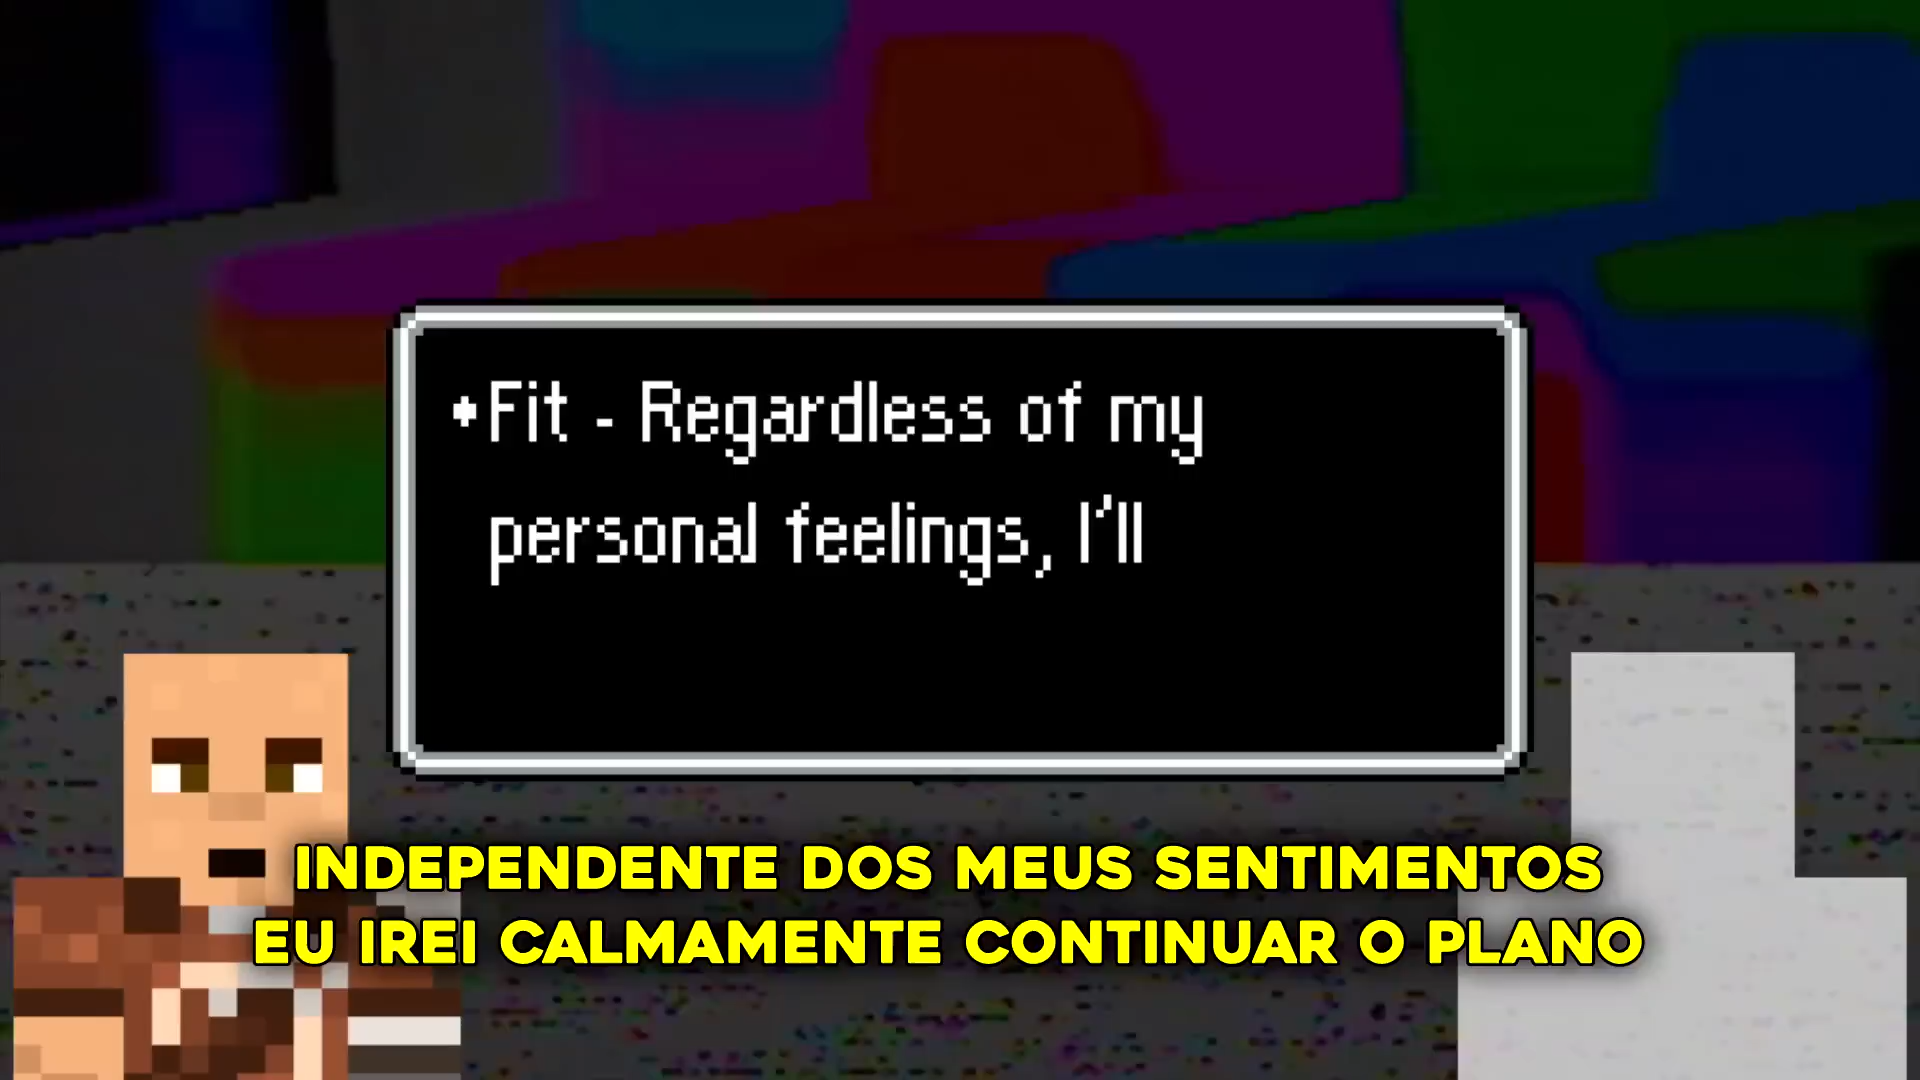 Fit - Regardless of my
personal feelings, I'll
INDEPENDENTE DOS MEUS SENTIMENTOS
EU IREI CALMAMENTE CONTINUAR O PLANO